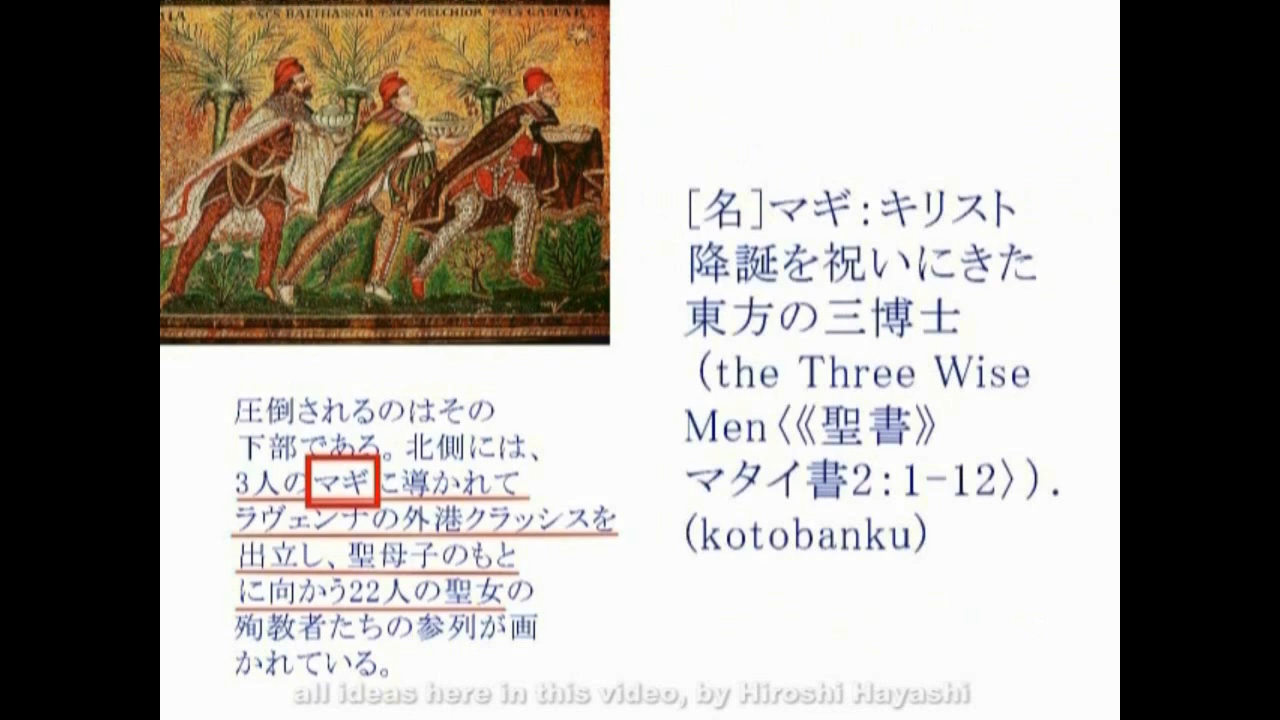 +SCS BALTHASSAR +SCS MELCHIOR +SCS GASPAR
[名]マギ:キリスト
降誕を祝いにきた
東方の三博士
(the Three Wise
Men〈《聖書》
マタイ書2:1-12〉).
(kotobanku)
圧倒されるのはその
下部である。北側には、
3人のマギに導かれて
ラヴェンナの外港クラッシスを
出立し、聖母子のもと
に向かう22人の聖女の
殉教者たちの参列が画
かれている。
all ideas here in this video, by Hiroshi Hayashi